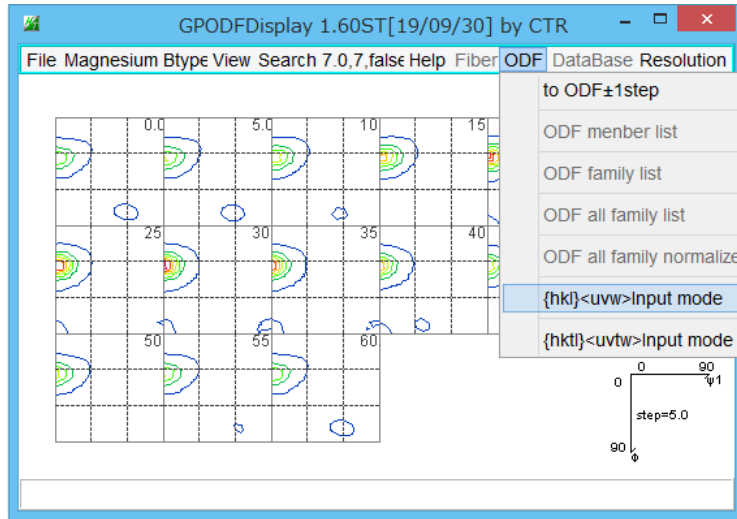 GPODFDisplay 1.60ST[19/09/30] by CTR
File Magnesium Btype View Search 7.0,7,false Help Fiber ODF DataBase Resolution
to ODF±1step
ODF menber list
ODF family list
ODF all family list
ODF all family normalize
{hkl}<uvw>Input mode
{hktl}<uvtw>Input mode
0.0 5.0 10 15
25 30 35 40
50 55 60
0 90
0 ψ1
step=5.0
90
Φ